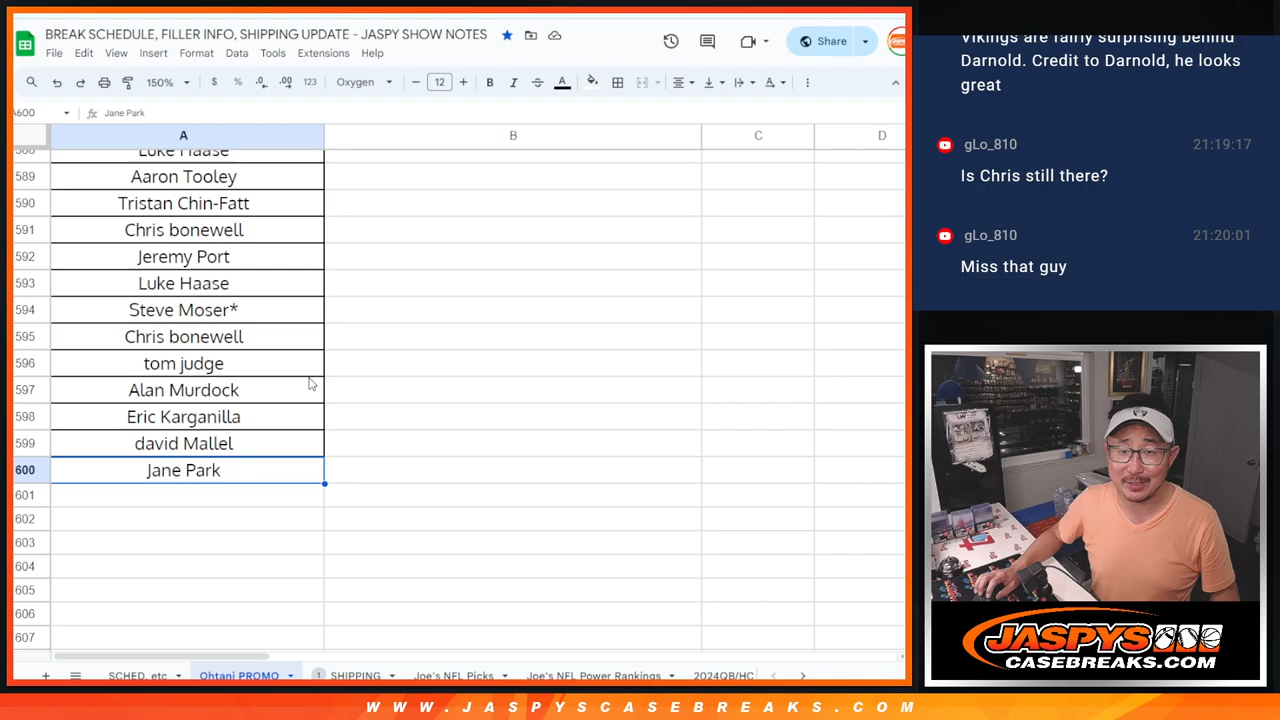 BREAK SCHEDULE, FILLER INFO, SHIPPING UPDATE - JASPY SHOW NOTES
File Edit View Insert Format Data Tools Extensions Help
Share
150% $ % .0 .00 123 Oxygen 12 B I A
A600 fx Jane Park
A B C D
588 Luke Haase
589 Aaron Tooley
590 Tristan Chin-Fatt
591 Chris bonewell
592 Jeremy Port
593 Luke Haase
594 Steve Moser*
595 Chris bonewell
596 tom judge
597 Alan Murdock
598 Eric Karganilla
599 david Mallel
600 Jane Park
601
602
603
604
605
606
607
SCHED, etc Ohtani PROMO 1 SHIPPING Joe's NFL Picks Joe's NFL Power Rankings 2024QB/HC
Vikings are fairly surprising behind
Darnold. Credit to Darnold, he looks
great
gLo_810 21:19:17
Is Chris still there?
gLo_810 21:20:01
Miss that guy
JASPYS
CASEBREAKS.COM
WWW.JASPYSCASEBREAKS.COM